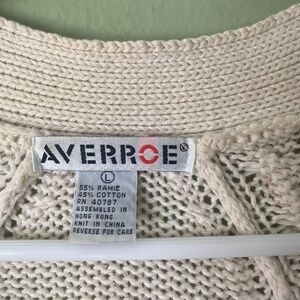 AVERROE®
L
55% RAMIE
45% COTTON
RN 40787
ASSEMBLED IN
HONG KONG
KNIT IN CHINA
REVERSE FOR CARE